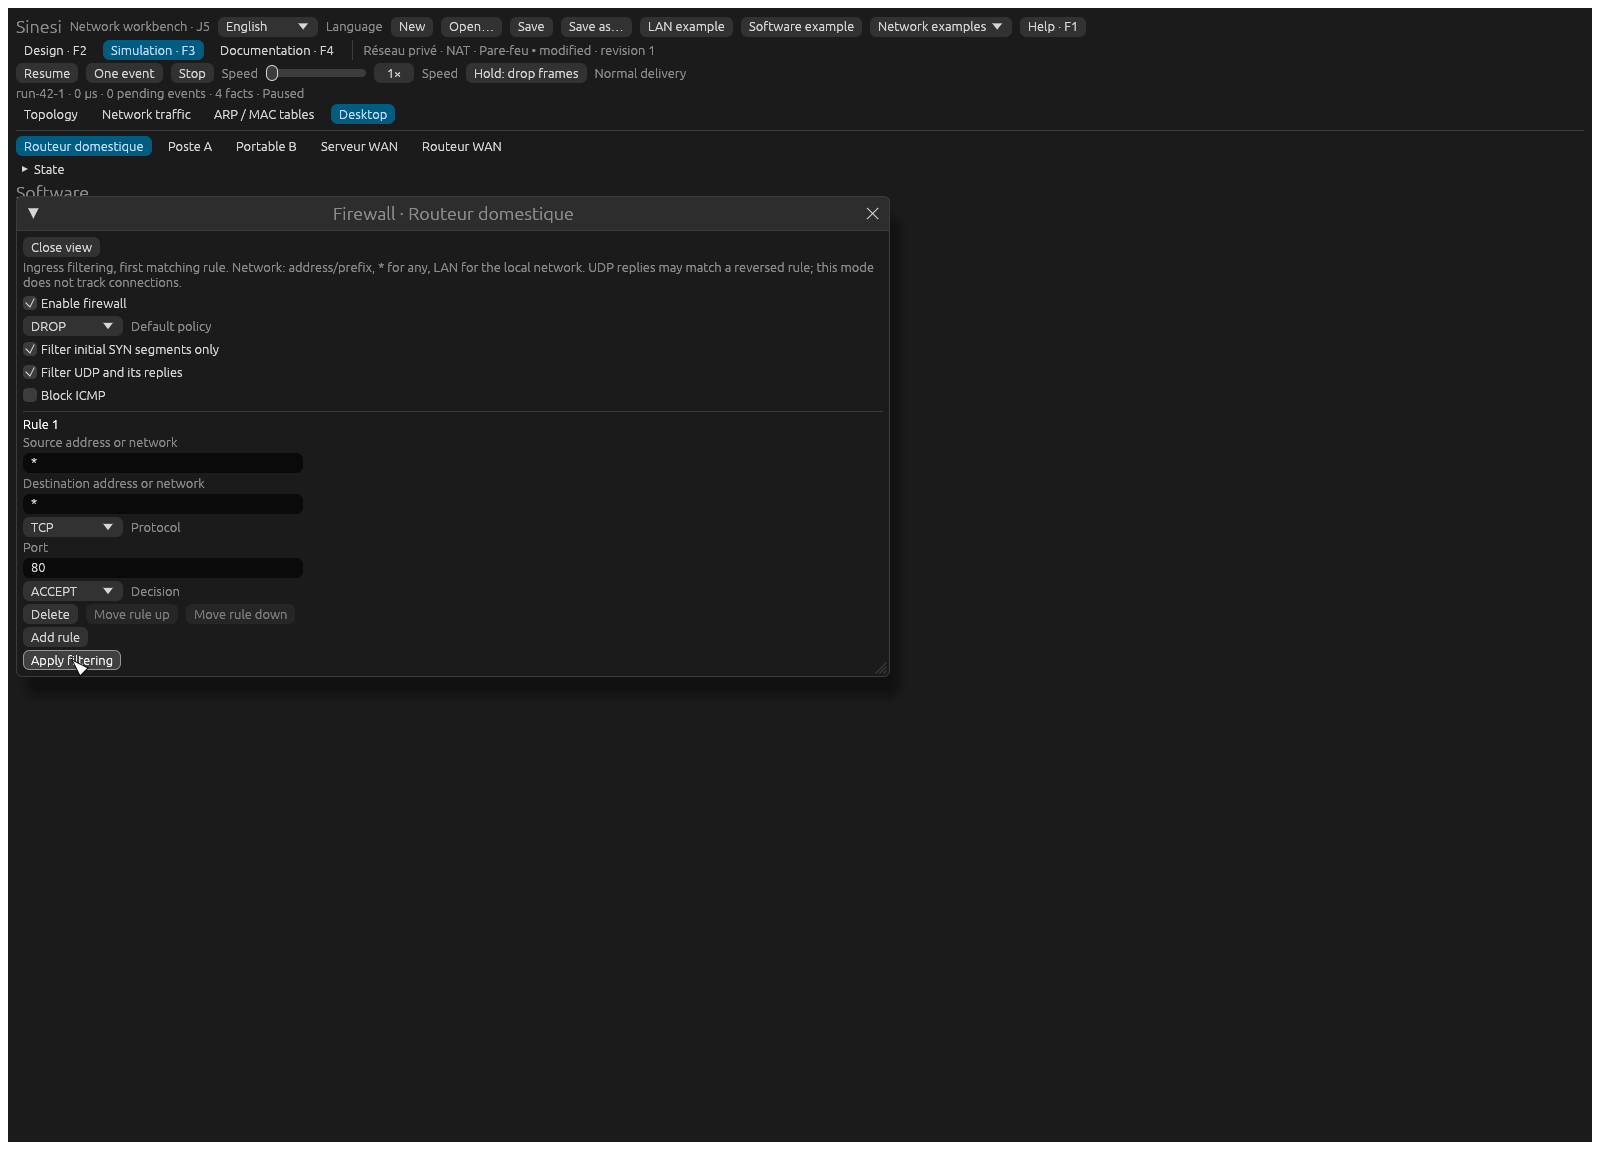 Sinesi Network workbench · J5 English Language New Open... Save Save as... LAN example Software example Network examples Help · F1
Design · F2 Simulation · F3 Documentation · F4 Réseau privé · NAT · Pare-feu • modified · revision 1
Resume One event Stop Speed 1× Speed Hold: drop frames Normal delivery
run-42-1 · 0 µs · 0 pending events · 4 facts · Paused
Topology Network traffic ARP / MAC tables Desktop
Routeur domestique Poste A Portable B Serveur WAN Routeur WAN
State
Software
Firewall · Routeur domestique
Close view
Ingress filtering, first matching rule. Network: address/prefix, * for any, LAN for the local network. UDP replies may match a reversed rule; this mode
does not track connections.
Enable firewall
DROP Default policy
Filter initial SYN segments only
Filter UDP and its replies
Block ICMP
Rule 1
Source address or network
*
Destination address or network
*
TCP Protocol
Port
80
ACCEPT Decision
Delete Move rule up Move rule down
Add rule
Apply filtering